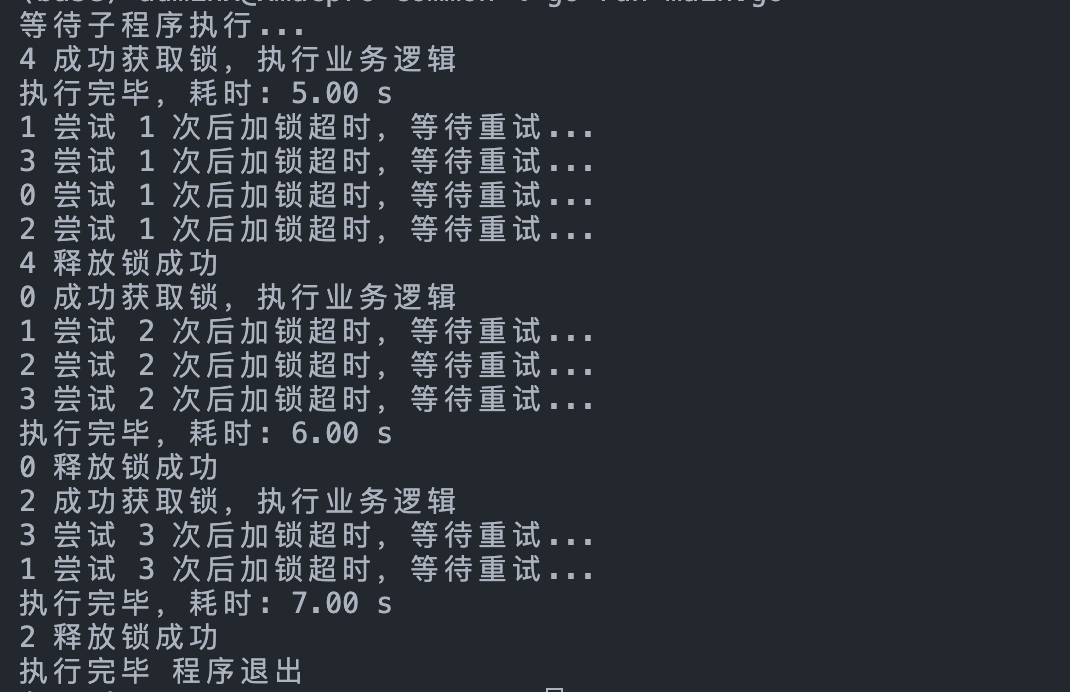 等待子程序执行...
4 成功获取锁, 执行业务逻辑
执行完毕, 耗时: 5.00 s
1 尝试 1 次后加锁超时, 等待重试...
3 尝试 1 次后加锁超时, 等待重试...
0 尝试 1 次后加锁超时, 等待重试...
2 尝试 1 次后加锁超时, 等待重试...
4 释放锁成功
0 成功获取锁, 执行业务逻辑
1 尝试 2 次后加锁超时, 等待重试...
2 尝试 2 次后加锁超时, 等待重试...
3 尝试 2 次后加锁超时, 等待重试...
执行完毕, 耗时: 6.00 s
0 释放锁成功
2 成功获取锁, 执行业务逻辑
3 尝试 3 次后加锁超时, 等待重试...
1 尝试 3 次后加锁超时, 等待重试...
执行完毕, 耗时: 7.00 s
2 释放锁成功
执行完毕 程序退出